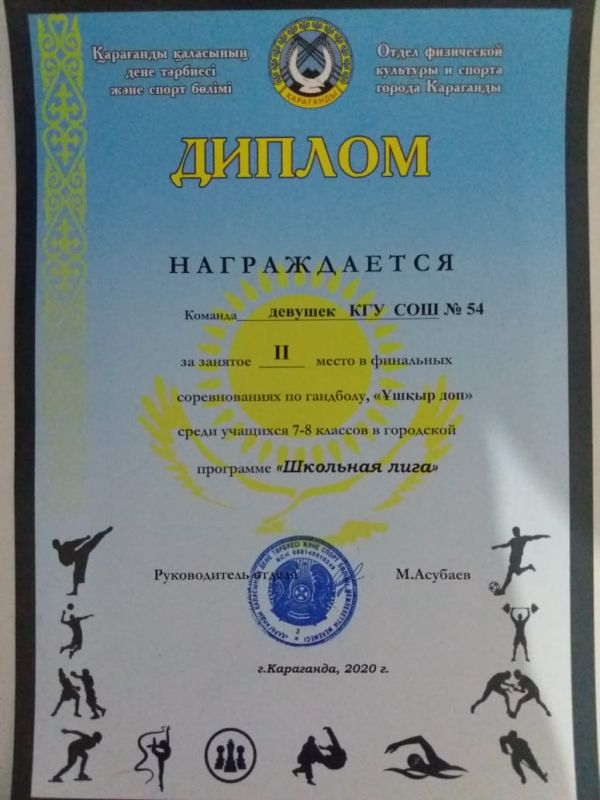 Қарағанды қаласының
дене тәрбиесі
және спорт бөлімі
Отдел физической
культуры и спорта
города Караганды
КАРАГАНДЫ
ДИПЛОМ
НАГРАЖДАЕТСЯ
Команда девушек КГУ СОШ № 54
за занятое II место в финальных
соревнованиях по гандболу, «Ұшқыр доп»
среди учащихся 7-8 классов в городской
программе «Школьная лига»
Руководитель отдела М.Асубаев
г.Караганда, 2020 г.